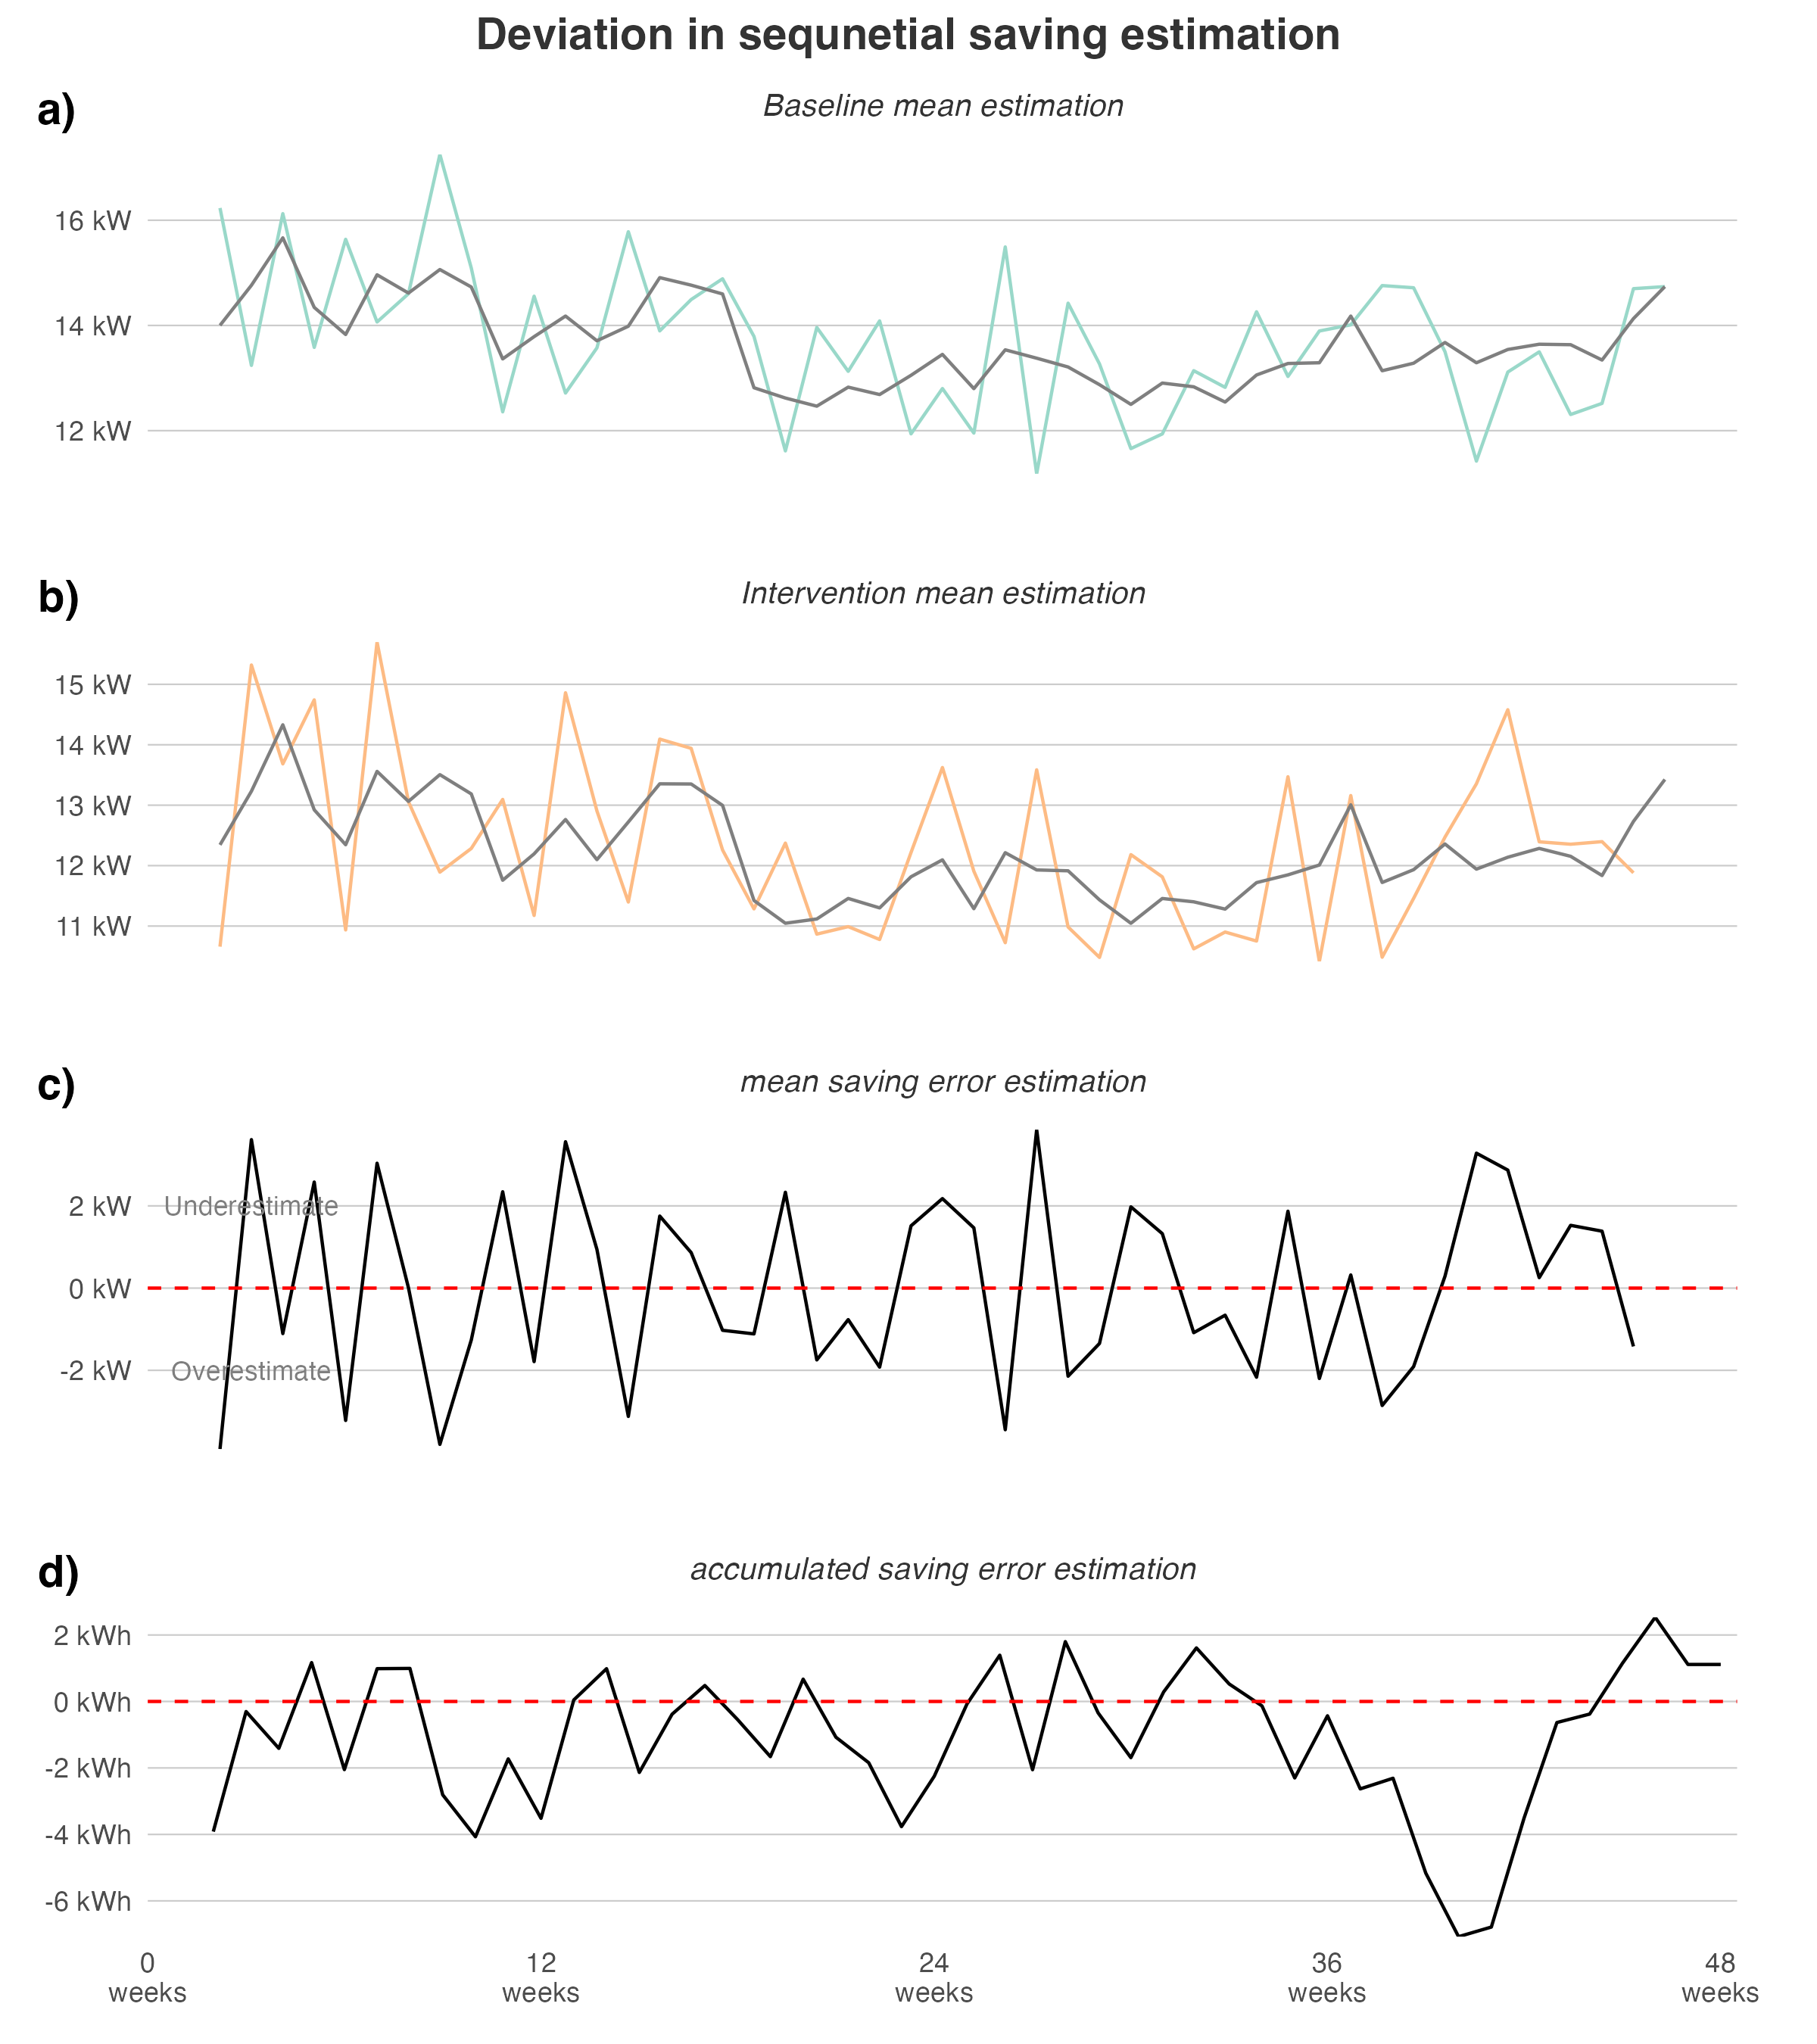 Deviation in sequnetial saving estimation
a)
Baseline mean estimation
16 kW
14 kW
12 kW
b)
Intervention mean estimation
15 kW
14 kW
13 kW
12 kW
11 kW
c)
mean saving error estimation
2 kW
Underestimate
0 kW
-2 kW
Overestimate
d)
accumulated saving error estimation
2 kWh
0 kWh
-2 kWh
-4 kWh
-6 kWh
0
weeks
12
weeks
24
weeks
36
weeks
48
weeks